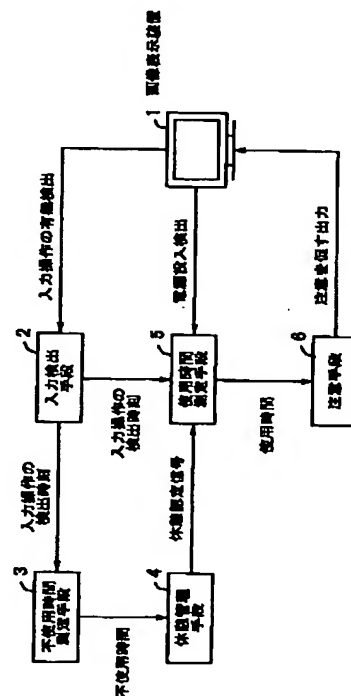 画像表示装置
1
入力操作の有無検出
2
入力検出
手段
電源投入検出
入力操作の
検出時刻
入力操作の
検出時刻
3
不使用時間
測定手段
5
使用時間
測定手段
不使用時間
4
休憩管理
手段
休憩認定信号
使用時間
6
注意手段
注意を促す出力